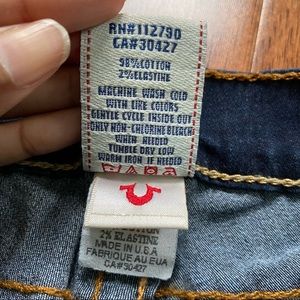 RN#112790
CA#30427
98%COTTON
2%ELASTINE
MACHINE WASH COLD
WITH LIKE COLORS
GENTLE CYCLE INSIDE OUT
ONLY NON-CHLORINE BLEACH
WHEN NEEDED
TUMBLE DRY LOW
WARM IRON IF NEEDED
COTTON
2% ELASTINE
MADE IN U.S.A
FABRIQUE AU EUA
CA#30427